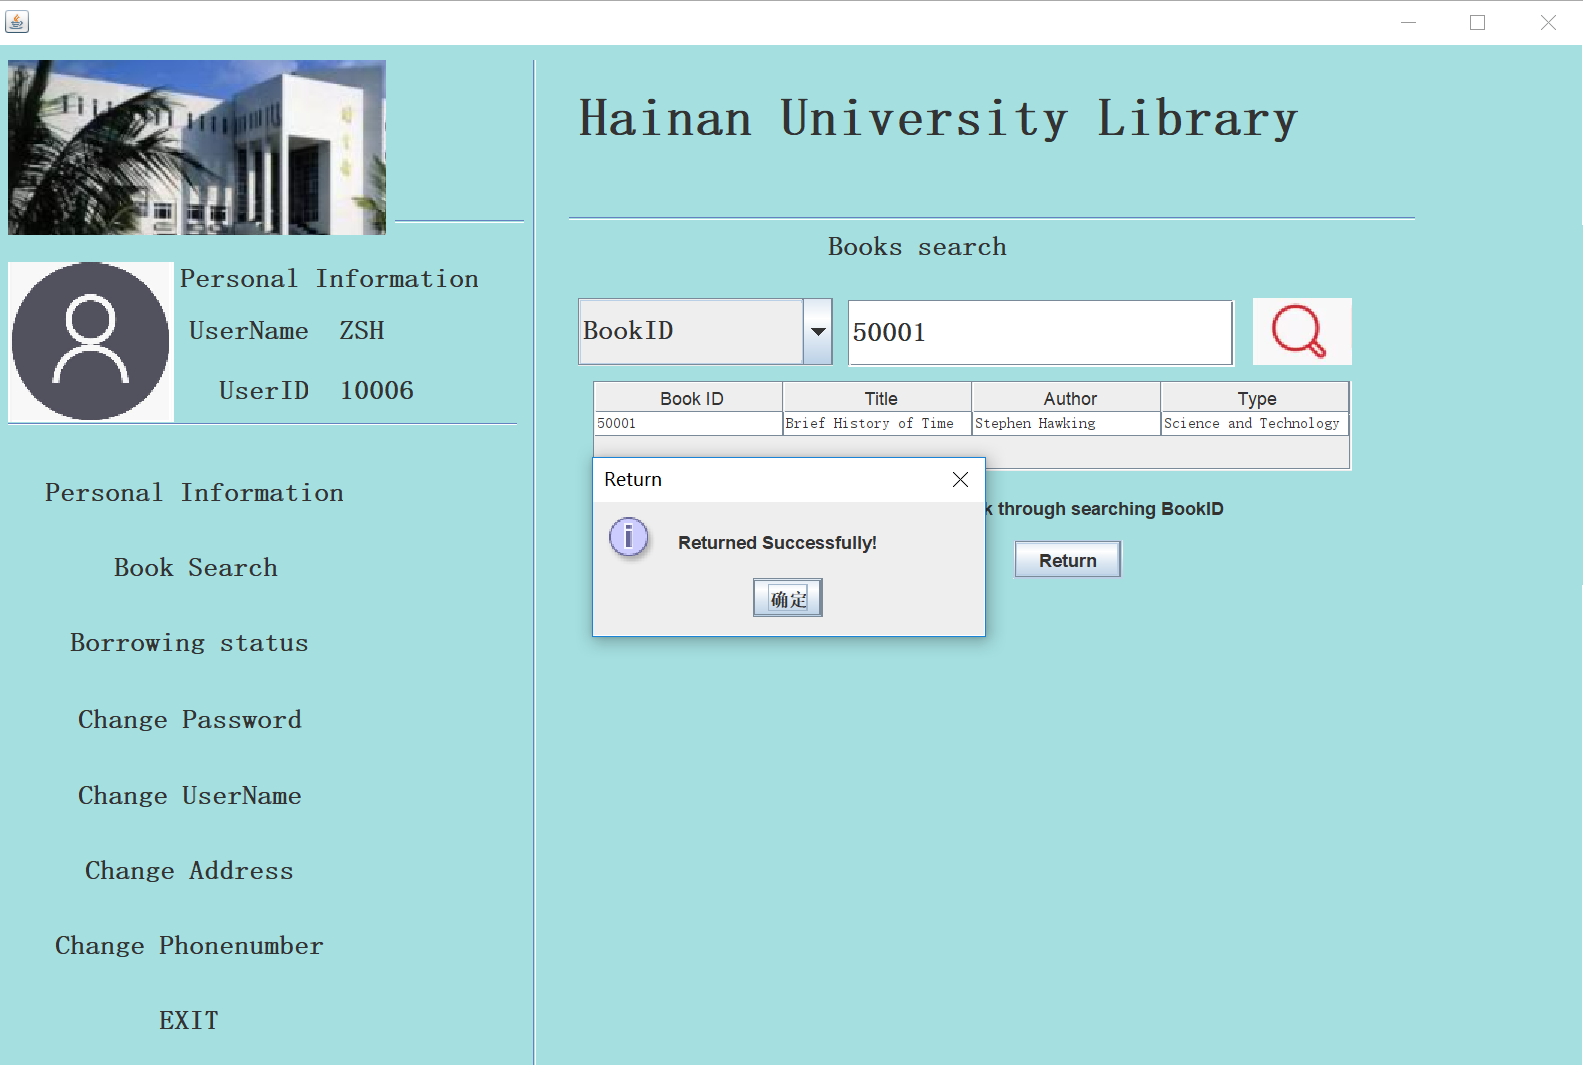 Hainan University Library
Personal Information
UserName ZSH
UserID 10006
Personal Information
Book Search
Borrowing status
Change Password
Change UserName
Change Address
Change Phonenumber
EXIT
Books search
BookID
50001
Book ID Title Author Type
50001 Brief History of Time Stephen Hawking Science and Technology
through searching BookID
Return
Return
Returned Successfully!
确定